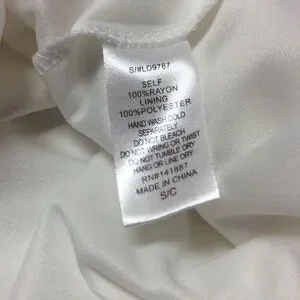 S/#LD9787
SELF
100%RAYON
LINING
100%POLYESTER
HAND WASH COLD
SEPARATELY
DO NOT BLEACH
DO NOT WRING OR TWIST
DO NOT TUMBLE DRY
HANG OR LINE DRY
RN#141887
MADE IN CHINA
S/C